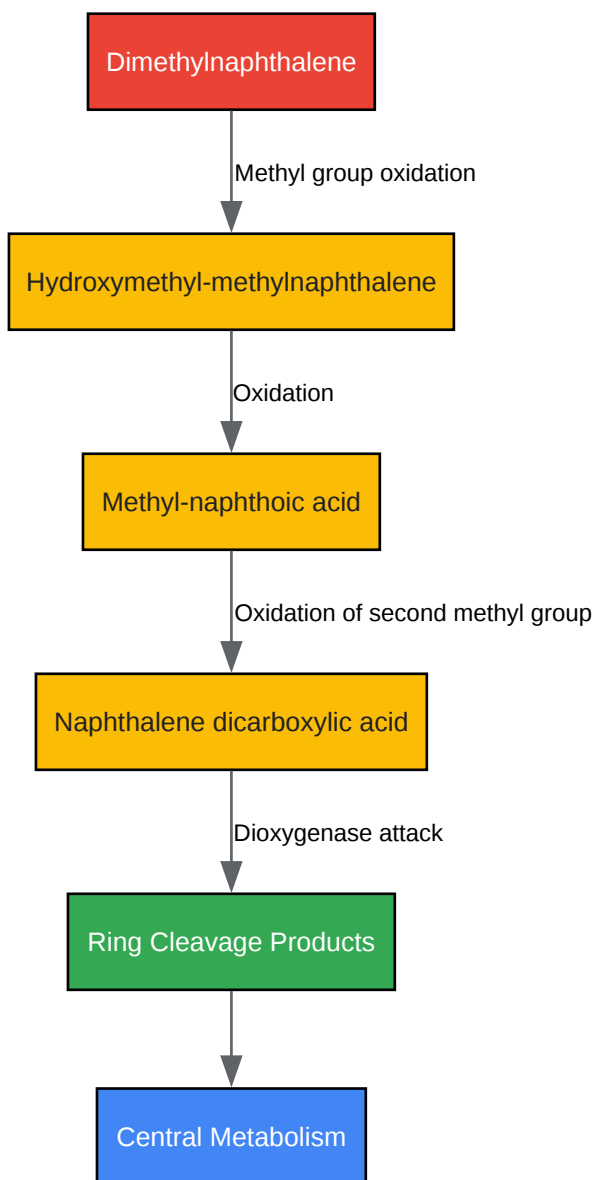 Dimethylnaphthalene
Methyl group oxidation
Hydroxymethyl-methylnaphthalene
Oxidation
Methyl-naphthoic acid
Oxidation of second methyl group
Naphthalene dicarboxylic acid
Dioxygenase attack
Ring Cleavage Products
Central Metabolism